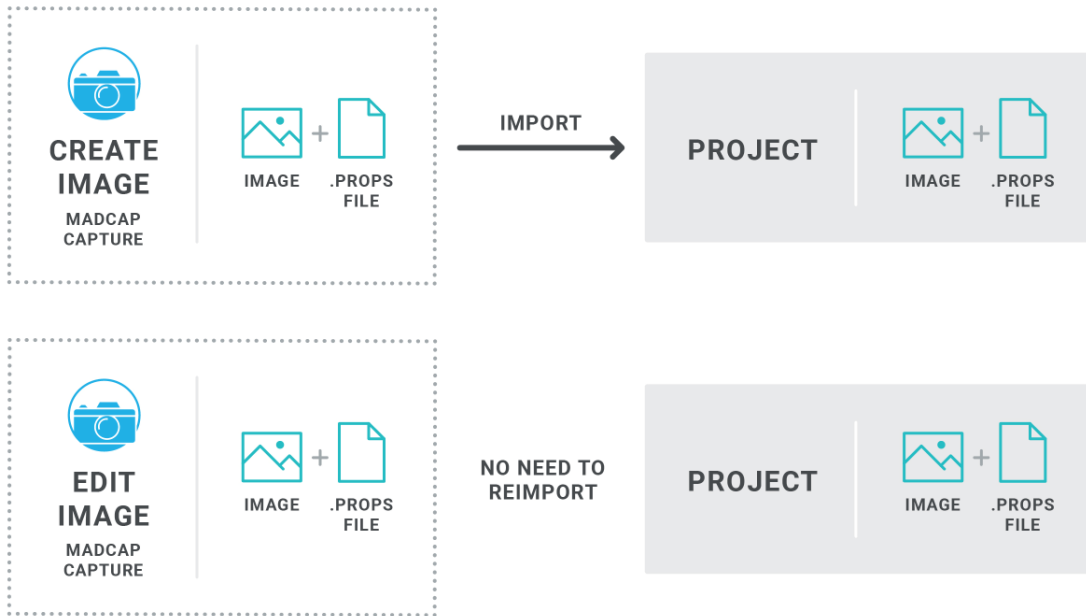 CREATE
IMAGE
MADCAP
CAPTURE
IMAGE
.PROPS
FILE
IMPORT
PROJECT
IMAGE
.PROPS
FILE
EDIT
IMAGE
MADCAP
CAPTURE
IMAGE
.PROPS
FILE
NO NEED TO
REIMPORT
PROJECT
IMAGE
.PROPS
FILE